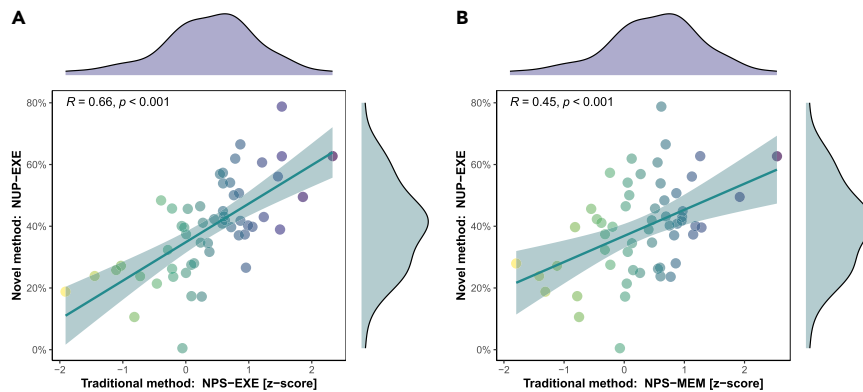 A
B
R = 0.66, p < 0.001
R = 0.45, p < 0.001
80%
60%
40%
20%
0%
80%
60%
40%
20%
0%
Novel method: NUP−EXE
Novel method: NUP−EXE
−2
−1
0
1
2
−2
−1
0
1
2
Traditional method: NPS−EXE [z−score]
Traditional method: NPS−MEM [z−score]